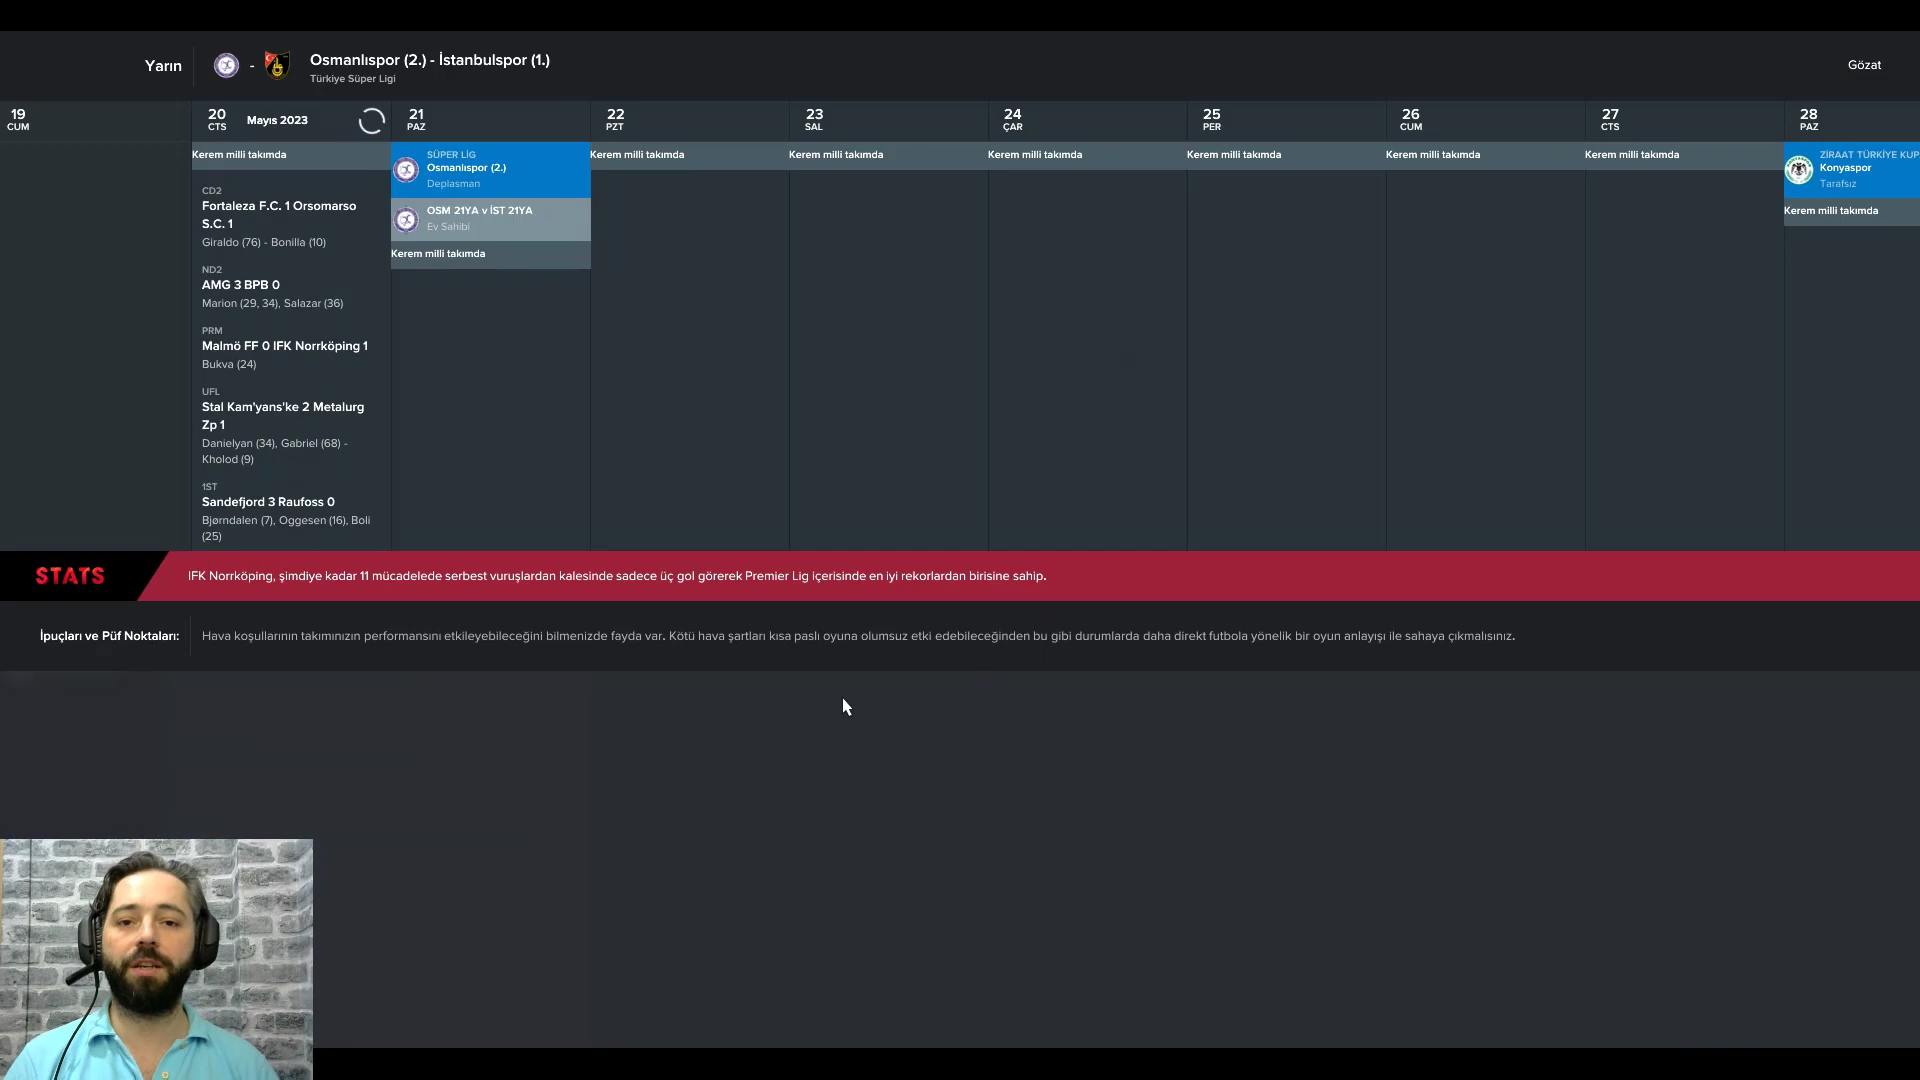 Yarın
-
Osmanlıspor (2.) - İstanbulspor (1.)
Türkiye Süper Ligi
Gözat
19
CUM
20
CTS
Mayıs 2023
21
PAZ
22
PZT
23
SAL
24
ÇAR
25
PER
26
CUM
27
CTS
28
PAZ
Kerem milli takımda
CD2
Fortaleza F.C. 1 Orsomarso
S.C. 1
Giraldo (76) - Bonilla (10)
ND2
AMG 3 BPB 0
Marion (29, 34), Salazar (36)
PRM
Malmö FF 0 IFK Norrköping 1
Bukva (24)
UFL
Stal Kam'yans'ke 2 Metalurg
Zp 1
Danielyan (34), Gabriel (68) -
Kholod (9)
1ST
Sandefjord 3 Raufoss 0
Bjørndalen (7), Oggesen (16), Boli
(25)
SÜPER LİG
Osmanlıspor (2.)
Deplasman
OSM 21YA v İST 21YA
Ev Sahibi
Kerem milli takımda
Kerem milli takımda
Kerem milli takımda
Kerem milli takımda
Kerem milli takımda
Kerem milli takımda
Kerem milli takımda
ZİRAAT TÜRKİYE KUP
Konyaspor
Tarafsız
Kerem milli takımda
STATS
IFK Norrköping, şimdiye kadar 11 mücadelede serbest vuruşlardan kalesinde sadece üç gol görerek Premier Lig içerisinde en iyi rekorlardan birisine sahip.
İpuçları ve Püf Noktaları:
Hava koşullarının takımınızın performansını etkileyebileceğini bilmenizde fayda var. Kötü hava şartları kısa paslı oyuna olumsuz etki edebileceğinden bu gibi durumlarda daha direkt futbola yönelik bir oyun anlayışı ile sahaya çıkmalısınız.